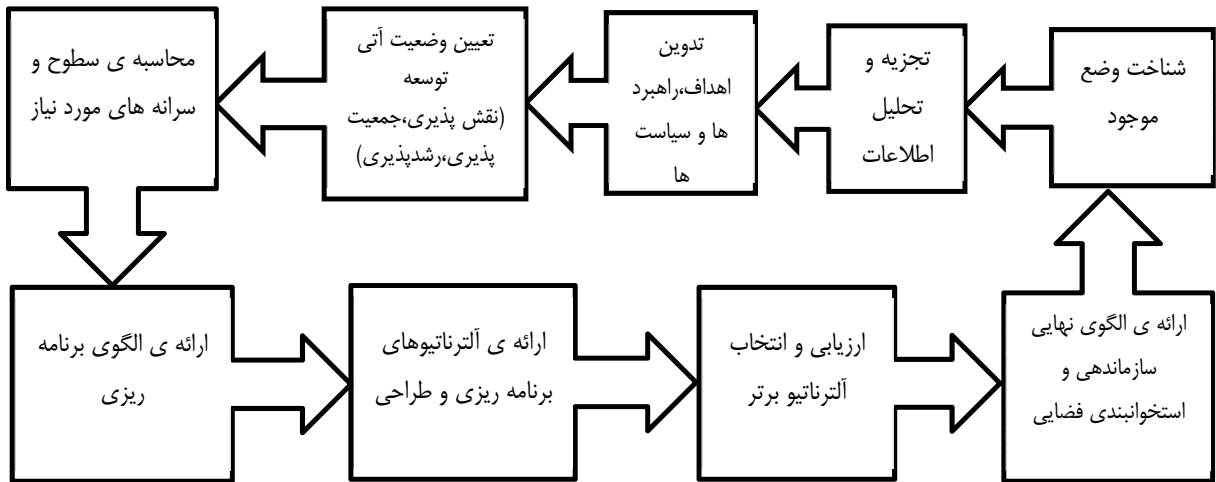 شناخت وضع
موجود
تجزیه و
تحلیل
اطلاعات
تدوین
اهداف،راهبرد
ها و سیاست
ها
تعیین وضعیت آتی
توسعه
(نقش پذیری،جمعیت
پذیری،رشدپذیری)
محاسبه ی سطوح و
سرانه های مورد نیاز
ارائه ی الگوی برنامه
ریزی
ارائه ی آلترناتیوهای
برنامه ریزی و طراحی
ارزیابی و انتخاب
آلترناتیو برتر
ارائه ی الگوی نهایی
سازماندهی و
استخوانبندی فضایی